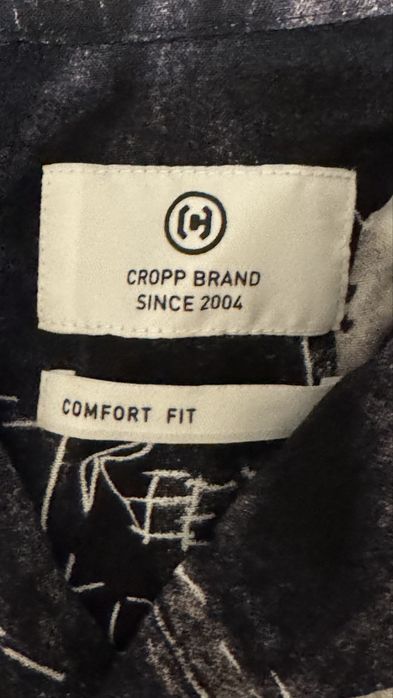 [C]
CROPP BRAND
SINCE 2004
COMFORT FIT